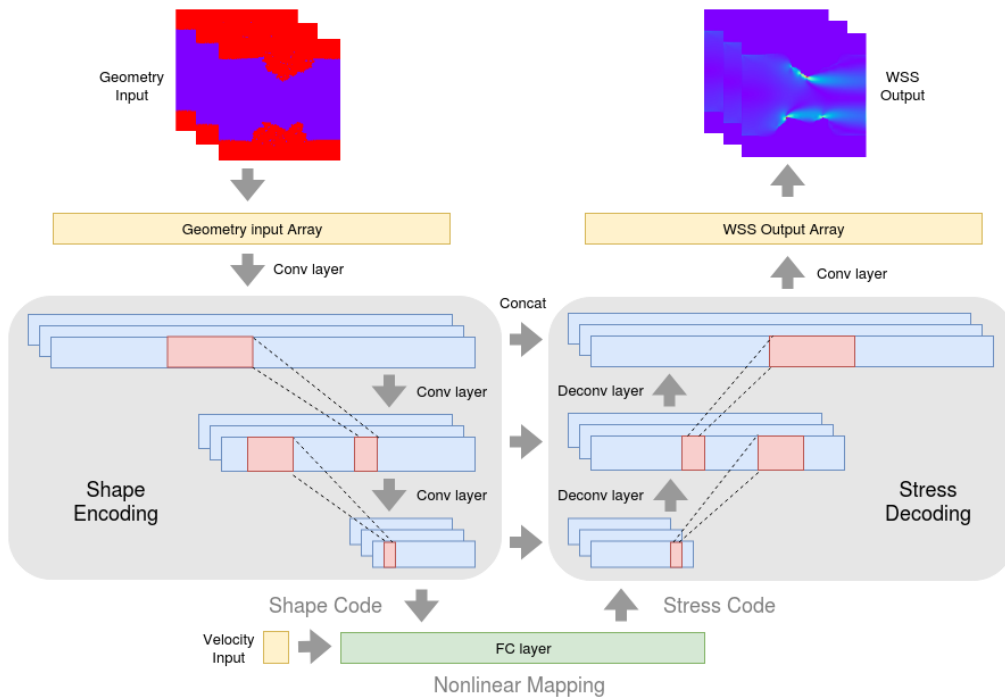 Geometry
Input
WSS
Output
Geometry input Array
WSS Output Array
Conv layer
Conv layer
Concat
Conv layer
Deconv layer
Shape
Encoding
Conv layer
Deconv layer
Stress
Decoding
Shape Code
Stress Code
Velocity
Input
FC layer
Nonlinear Mapping